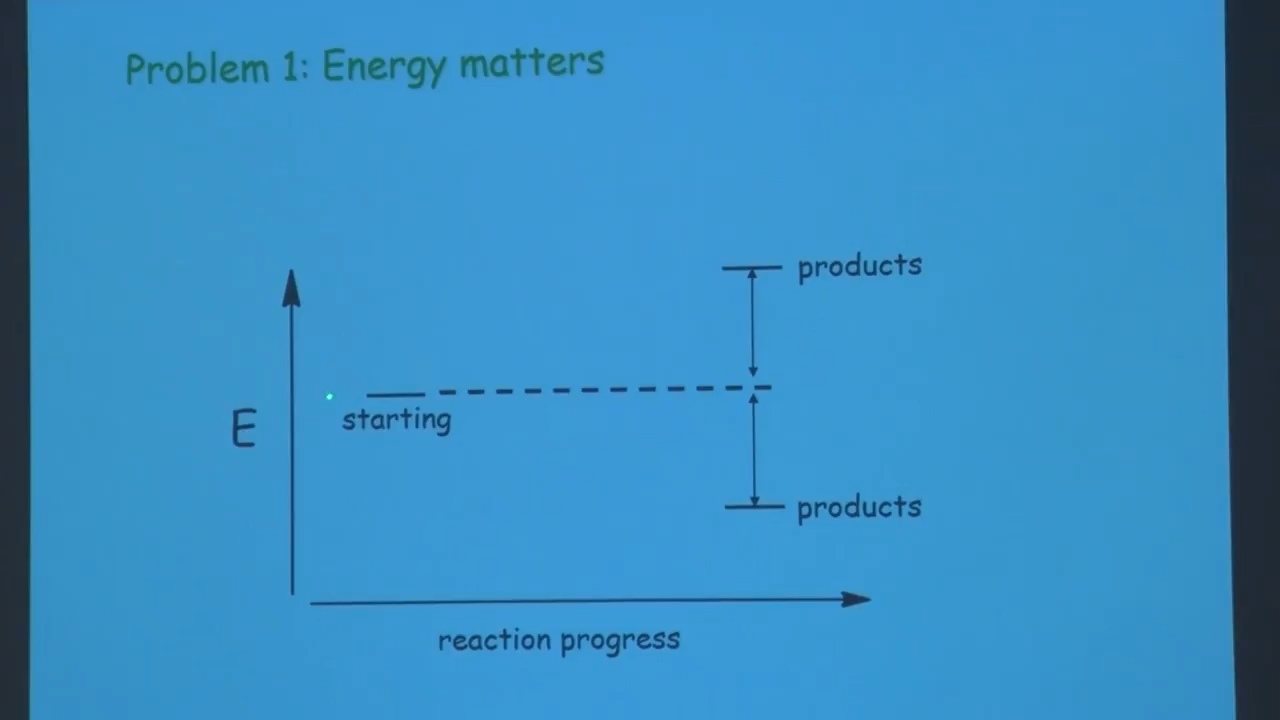 Problem 1: Energy matters
products
starting
E
products
reaction progress